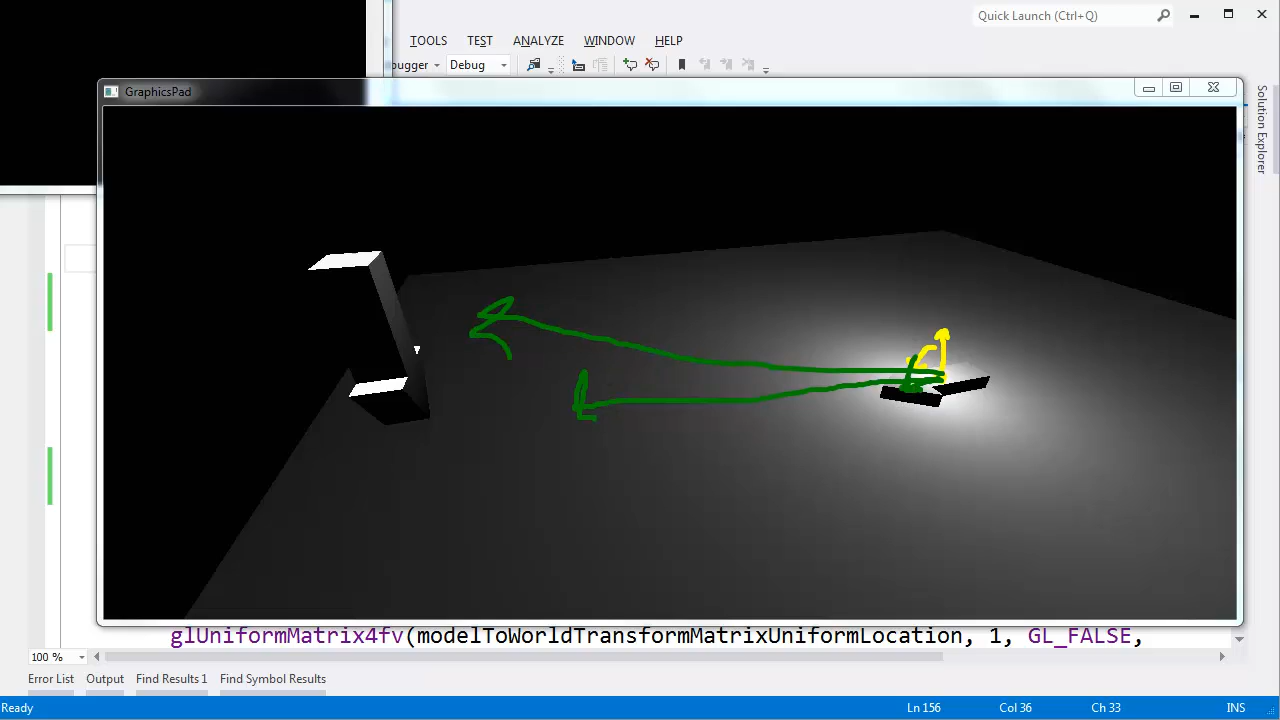 Quick Launch (Ctrl+Q)
TOOLS TEST ANALYZE WINDOW HELP
bugger Debug
GraphicsPad
Solution Explorer
glUniformMatrix4fv(modelToWorldTransformMatrixUniformLocation, 1, GL_FALSE,
100 %
Error List Output Find Results 1 Find Symbol Results
Ready Ln 156 Col 36 Ch 33 INS